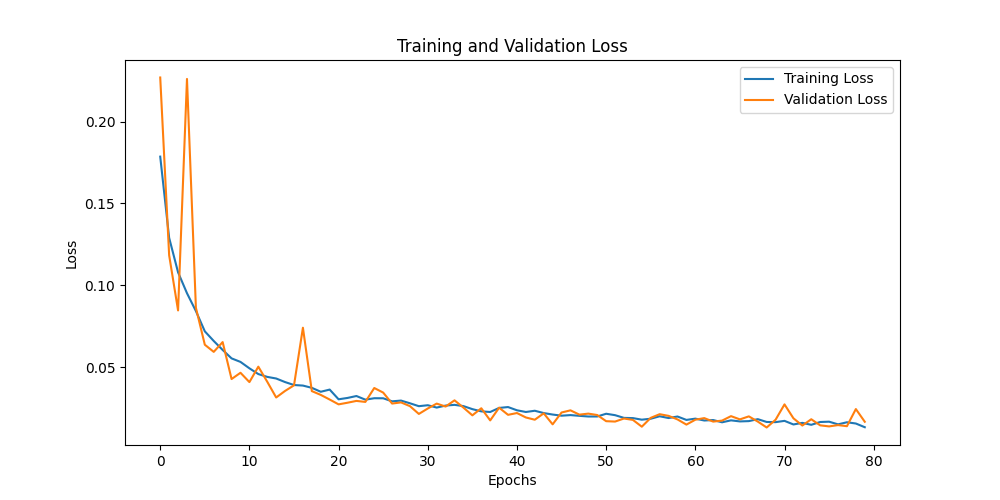 Training and Validation Loss
Training Loss
Validation Loss
0.20
0.15
0.10
0.05
Loss
0 10 20 30 40 50 60 70 80
Epochs